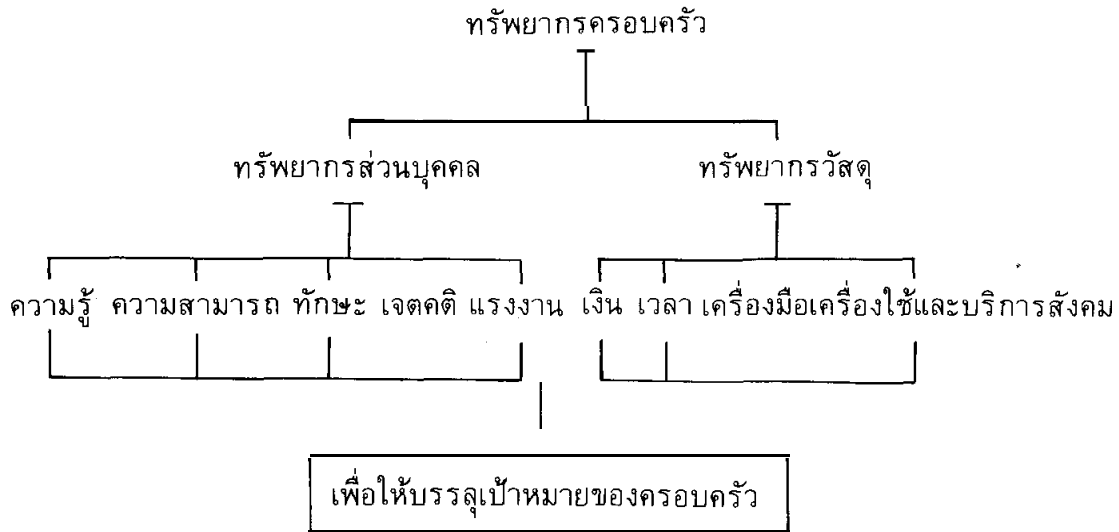 ทรัพยากรครอบครัว
ทรัพยากรส่วนบุคคล ทรัพยากรวัสดุ
ความรู้ ความสามารถ ทักษะ เจตคติ แรงงาน เงิน เวลา เครื่องมือเครื่องใช้และบริการสังคม
เพื่อให้บรรลุเป้าหมายของครอบครัว